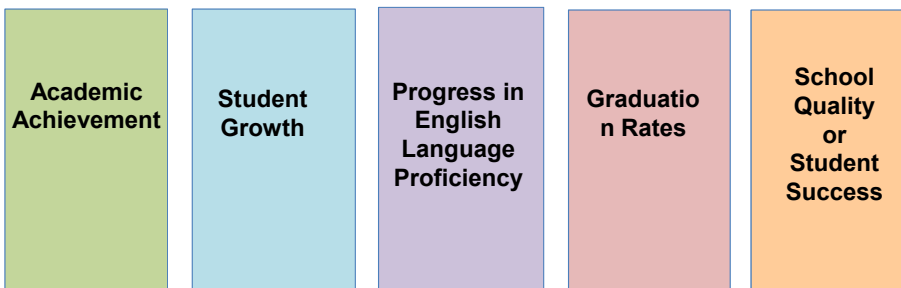 Academic
Achievement
Student
Growth
Progress in
English
Language
Proficiency
Graduatio
n Rates
School
Quality
or
Student
Success